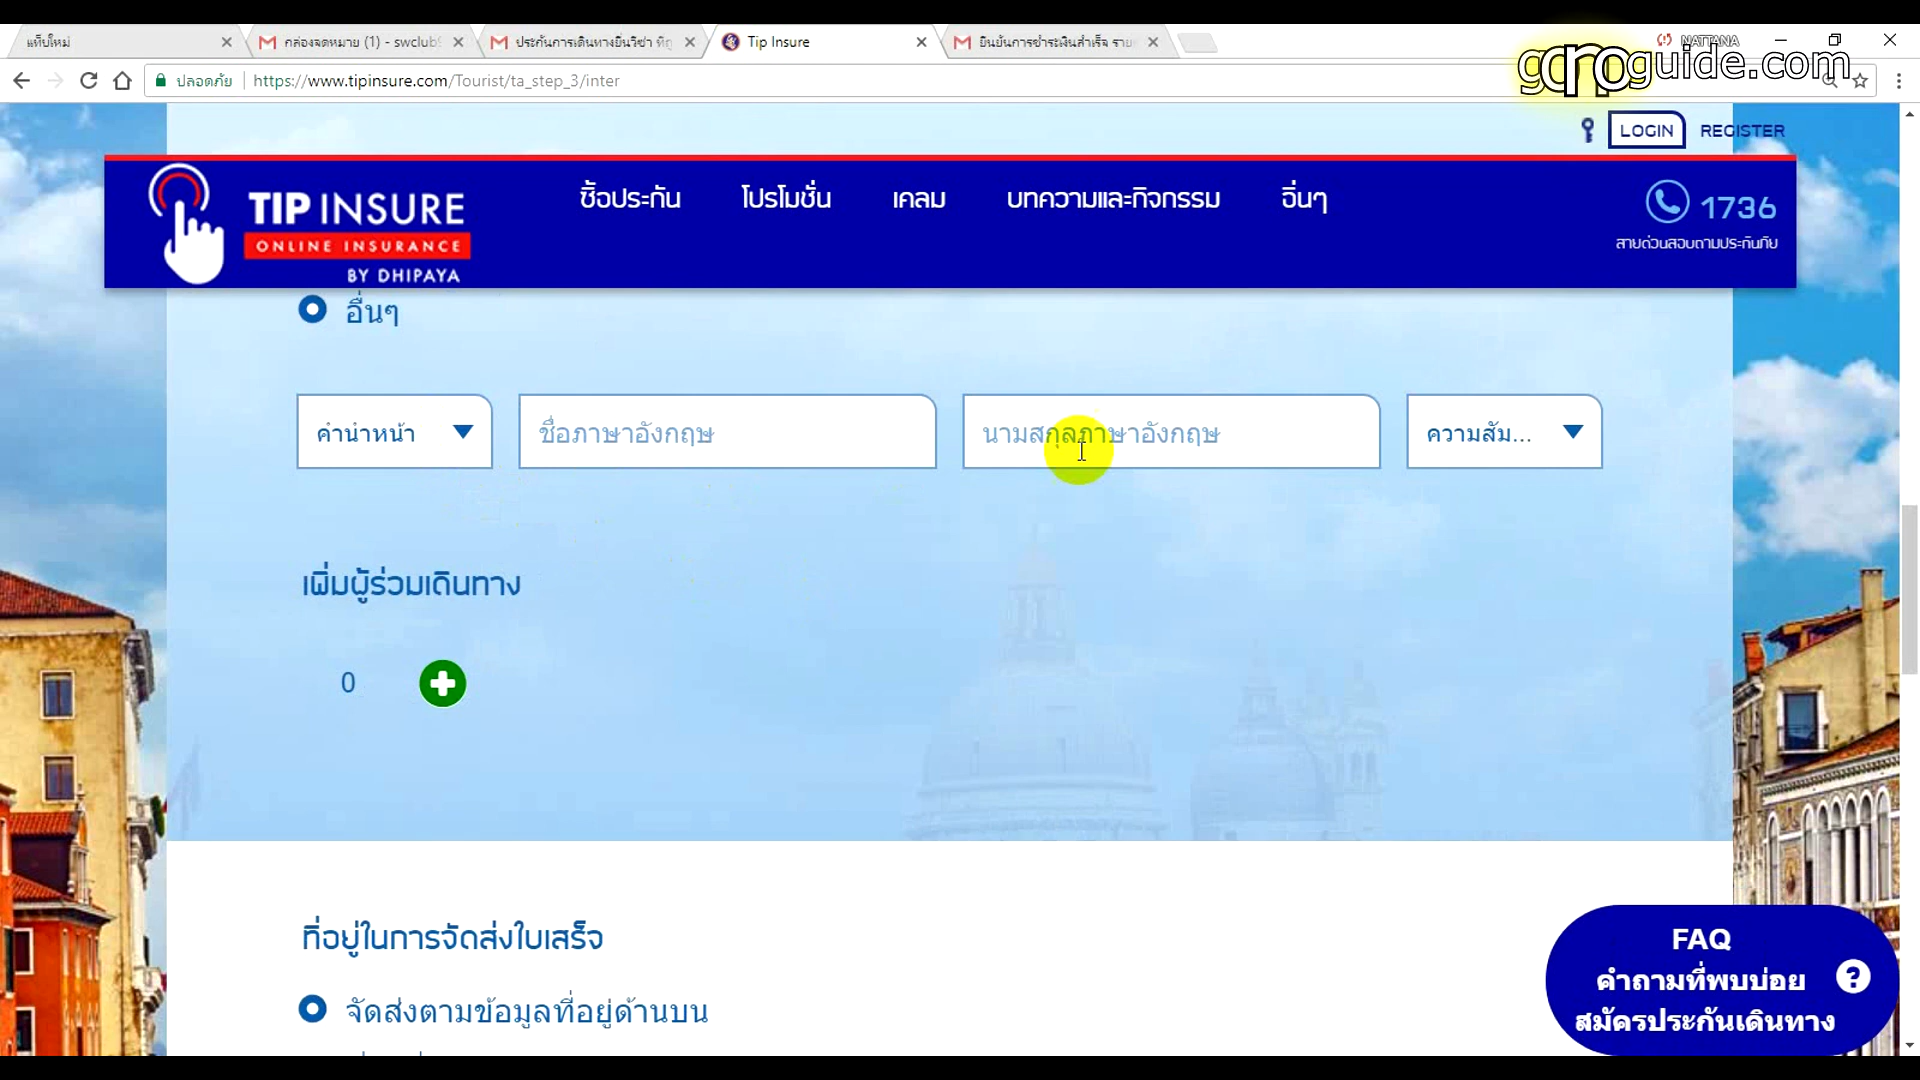 แท็บใหม่
กล่องจดหมาย (1) - swclub
ประกันการเดินทางยื่นวีซ่า
Tip Insure
ยืนยันการชำระเงินสำเร็จ ราย
NATTANA
goroguide.com
ปลอดภัย
https://www.tipinsure.com/Tourist/ta_step_3/inter
LOGIN
REGISTER
TIP INSURE
ONLINE INSURANCE
BY DHIPAYA
ซื้อประกัน
โปรโมชั่น
เคลม
บทความและกิจกรรม
อื่นๆ
1736
สายด่วนสอบถามประกันภัย
อื่นๆ
คำนำหน้า
ชื่อภาษาอังกฤษ
นามสกุลภาษาอังกฤษ
ความสัม...
เพิ่มผู้ร่วมเดินทาง
0
ที่อยู่ในการจัดส่งใบเสร็จ
จัดส่งตามข้อมูลที่อยู่ด้านบน
FAQ
คำถามที่พบบ่อย
สมัครประกันเดินทาง